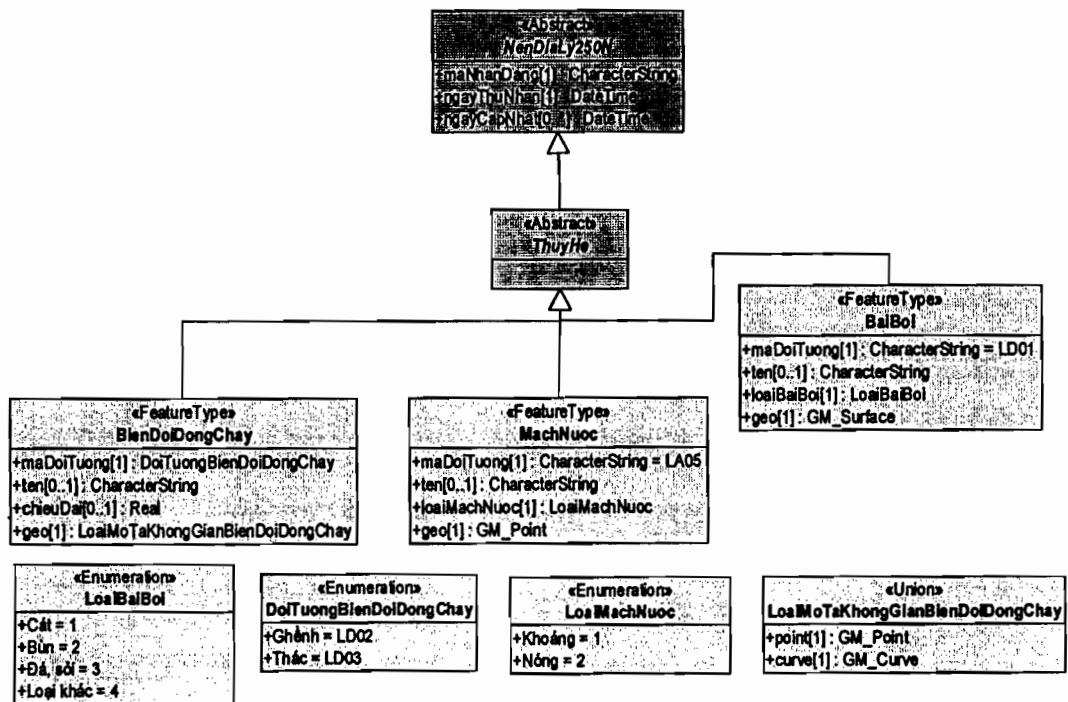 «Abstract»
NenDiaLy250N
+maNhanDang[1] : CharacterString
+ngayThuNhan[1] : DateTime
+ngayCapNhat[0..*] : DateTime
«Abstract»
ThuyHe
«FeatureType»
BaiBoi
+maDoiTuong[1] : CharacterString = LD01
+ten[0..1] : CharacterString
+loaiBaiBoi[1] : LoaiBaiBoi
+geo[1] : GM_Surface
«FeatureType»
BienDoiDongChay
+maDoiTuong[1] : DoiTuongBienDoiDongChay
+ten[0..1] : CharacterString
+chieuDai[0..1] : Real
+geo[1] : LoaiMoTaKhongGianBienDoiDongChay
«FeatureType»
MachNuoc
+maDoiTuong[1] : CharacterString = LA05
+ten[0..1] : CharacterString
+loaiMachNuoc[1] : LoaiMachNuoc
+geo[1] : GM_Point
«Enumeration»
LoaiBaiBoi
+Cát = 1
+Bùn = 2
+Đá, sỏi = 3
+Loại khác = 4
«Enumeration»
DoiTuongBienDoiDongChay
+Ghềnh = LD02
+Thác = LD03
«Enumeration»
LoaiMachNuoc
+Khoáng = 1
+Nóng = 2
«Union»
LoaiMoTaKhongGianBienDoiDongChay
+point[1] : GM_Point
+curve[1] : GM_Curve